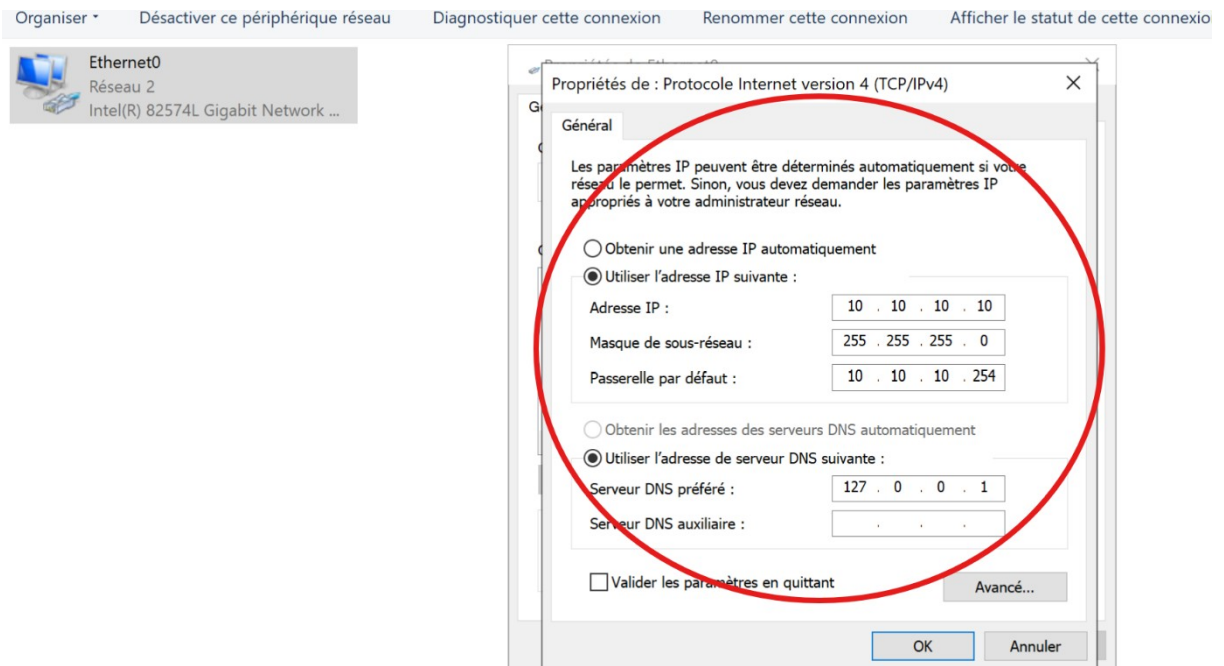 Organiser Désactiver ce périphérique réseau Diagnostiquer cette connexion Renommer cette connexion Afficher le statut de cette connexio
Ethernet0
Réseau 2
Intel(R) 82574L Gigabit Network ...
Propriétés de : Protocole Internet version 4 (TCP/IPv4)
Général
Les paramètres IP peuvent être déterminés automatiquement si votre
réseau le permet. Sinon, vous devez demander les paramètres IP
appropriés à votre administrateur réseau.
Obtenir une adresse IP automatiquement
Utiliser l'adresse IP suivante :
Adresse IP : 10 . 10 . 10 . 10
Masque de sous-réseau : 255 . 255 . 255 . 0
Passerelle par défaut : 10 . 10 . 10 . 254
Obtenir les adresses des serveurs DNS automatiquement
Utiliser l'adresse de serveur DNS suivante :
Serveur DNS préféré : 127 . 0 . 0 . 1
Serveur DNS auxiliaire : . . .
Valider les paramètres en quittant
Avancé...
OK Annuler